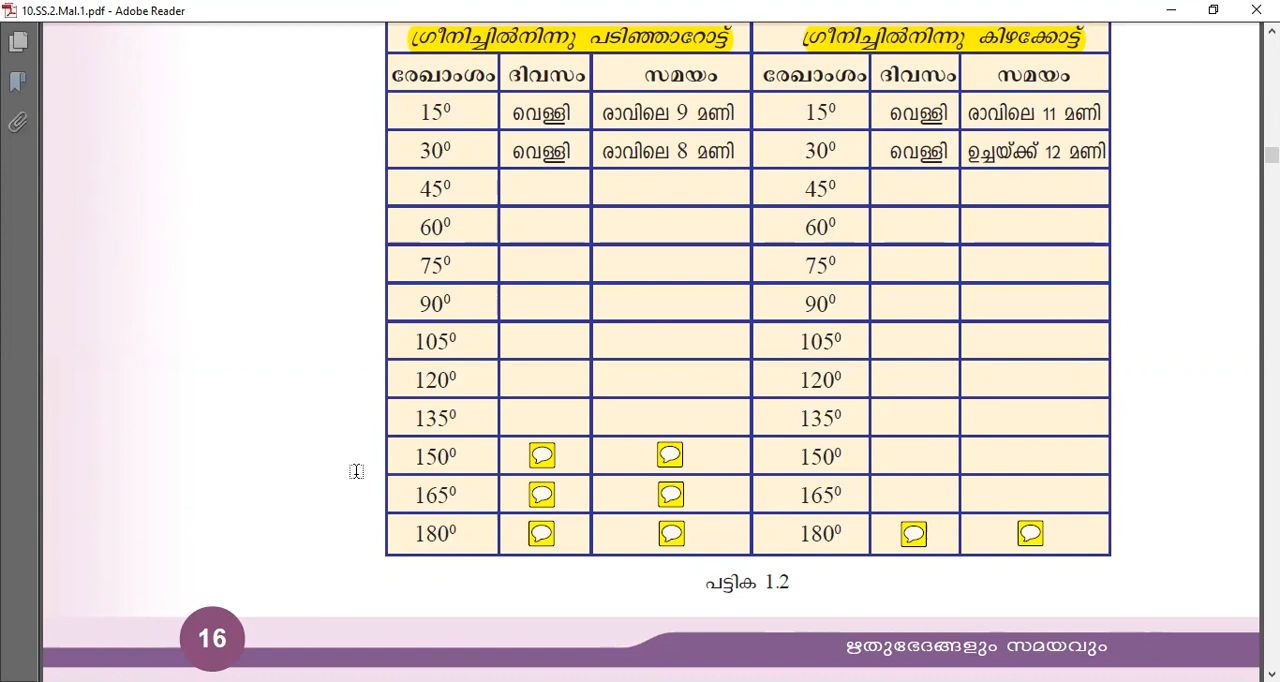 10.SS.2.Mal.1.pdf - Adobe Reader
ഗ്രീനിച്ചിൽനിന്നു പടിഞ്ഞാറോട്ട് ഗ്രീനിച്ചിൽനിന്നു കിഴക്കോട്ട്
രേഖാംശം ദിവസം സമയം രേഖാംശം ദിവസം സമയം
15⁰ വെള്ളി രാവിലെ 9 മണി 15⁰ വെള്ളി രാവിലെ 11 മണി
30⁰ വെള്ളി രാവിലെ 8 മണി 30⁰ വെള്ളി ഉച്ചയ്ക്ക് 12 മണി
45⁰ 45⁰
60⁰ 60⁰
75⁰ 75⁰
90⁰ 90⁰
105⁰ 105⁰
120⁰ 120⁰
135⁰ 135⁰
150⁰ 150⁰
165⁰ 165⁰
180⁰ 180⁰
പട്ടിക 1.2
16 ഋതുഭേദങ്ങളും സമയവും